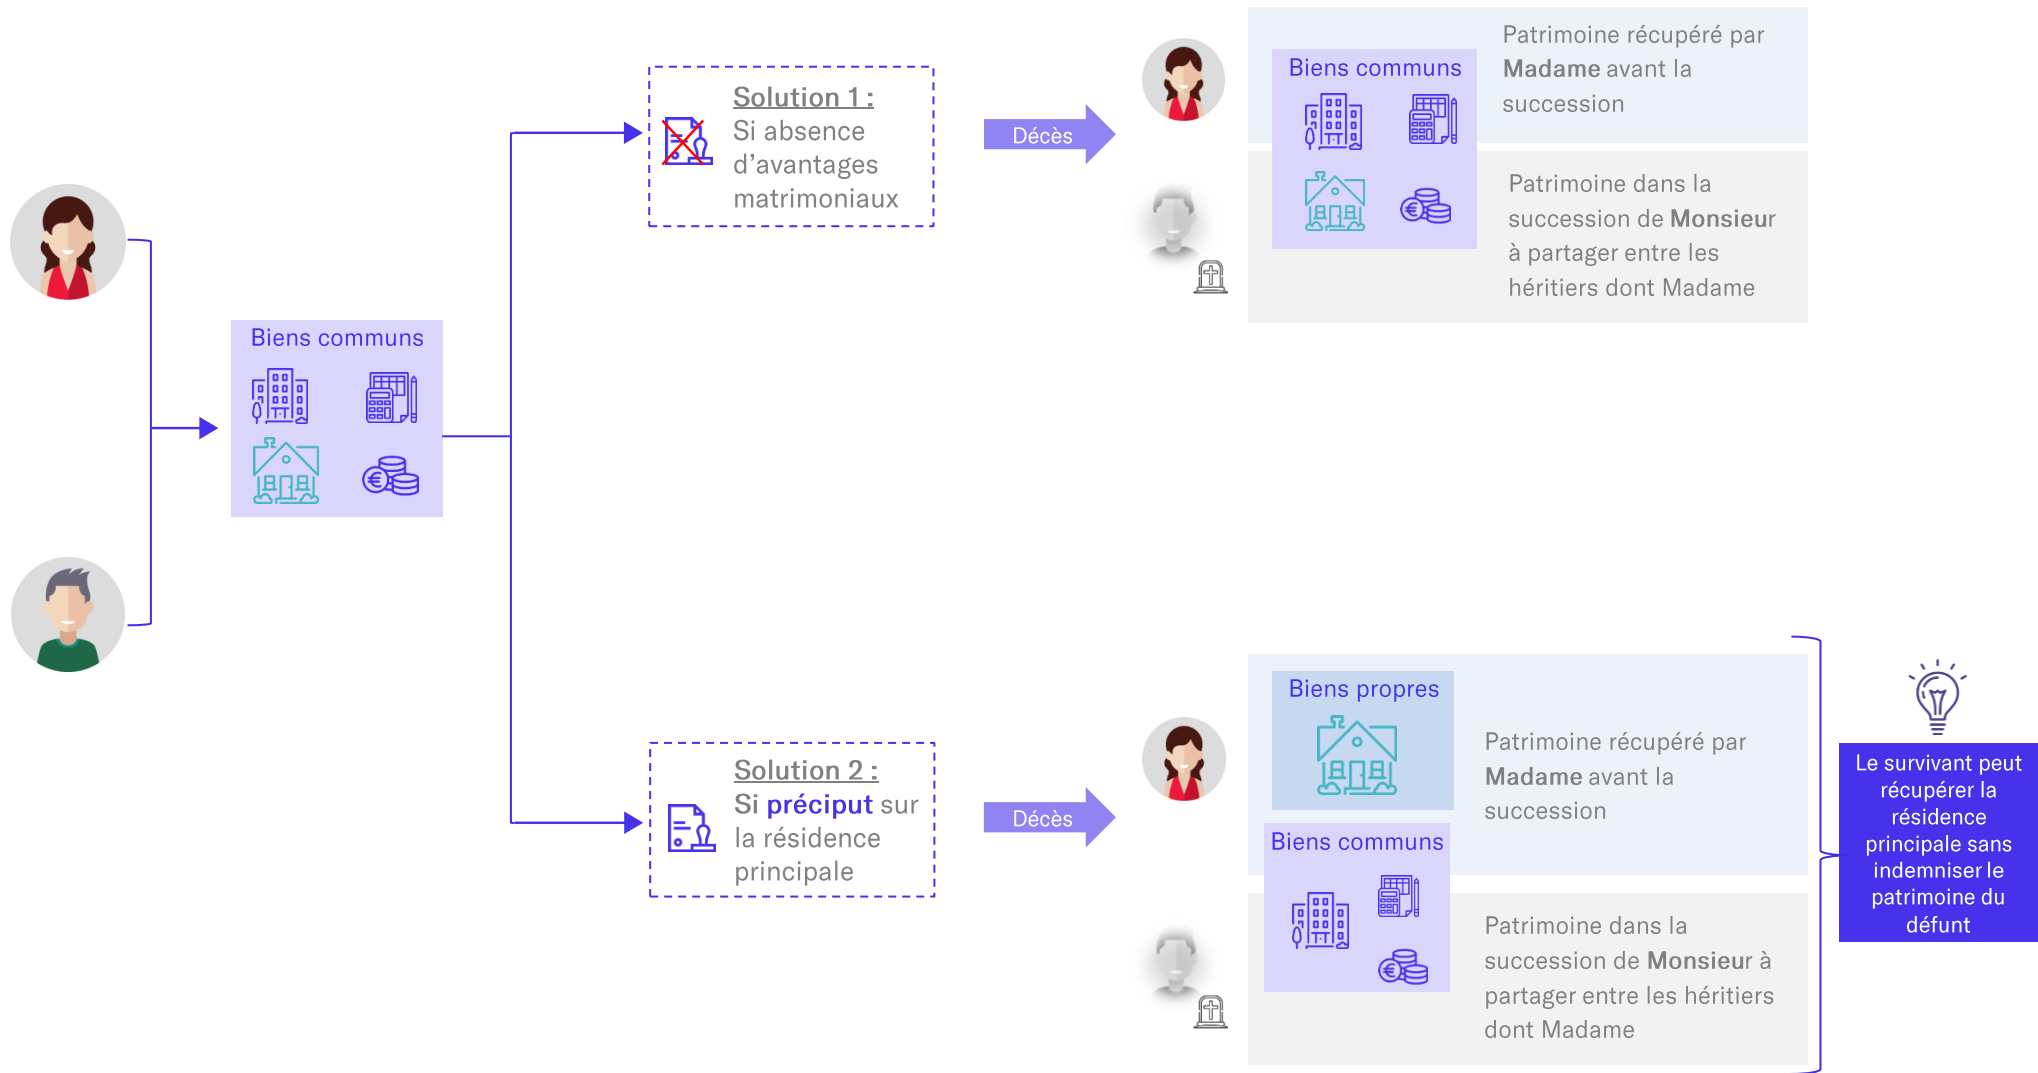 Biens communs
Solution 1 :
Si absence
d’avantages
matrimoniaux
Décès
Biens communs
Patrimoine récupéré par
Madame avant la
succession
Patrimoine dans la
succession de Monsieur
à partager entre les
héritiers dont Madame
Solution 2 :
Si préciput sur
la résidence
principale
Décès
Biens propres
Patrimoine récupéré par
Madame avant la
succession
Biens communs
Patrimoine dans la
succession de Monsieur à
partager entre les héritiers
dont Madame
Le survivant peut
récupérer la
résidence
principale sans
indemniser le
patrimoine du
défunt